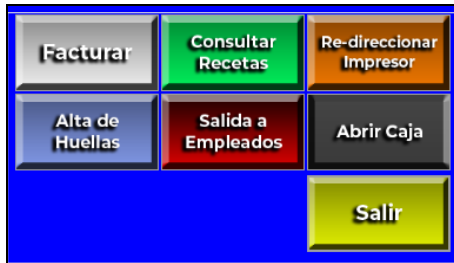 Facturar
Consultar
Recetas
Re-direccionar
Impresor
Alta de
Huellas
Salida a
Empleados
Abrir Caja
Salir